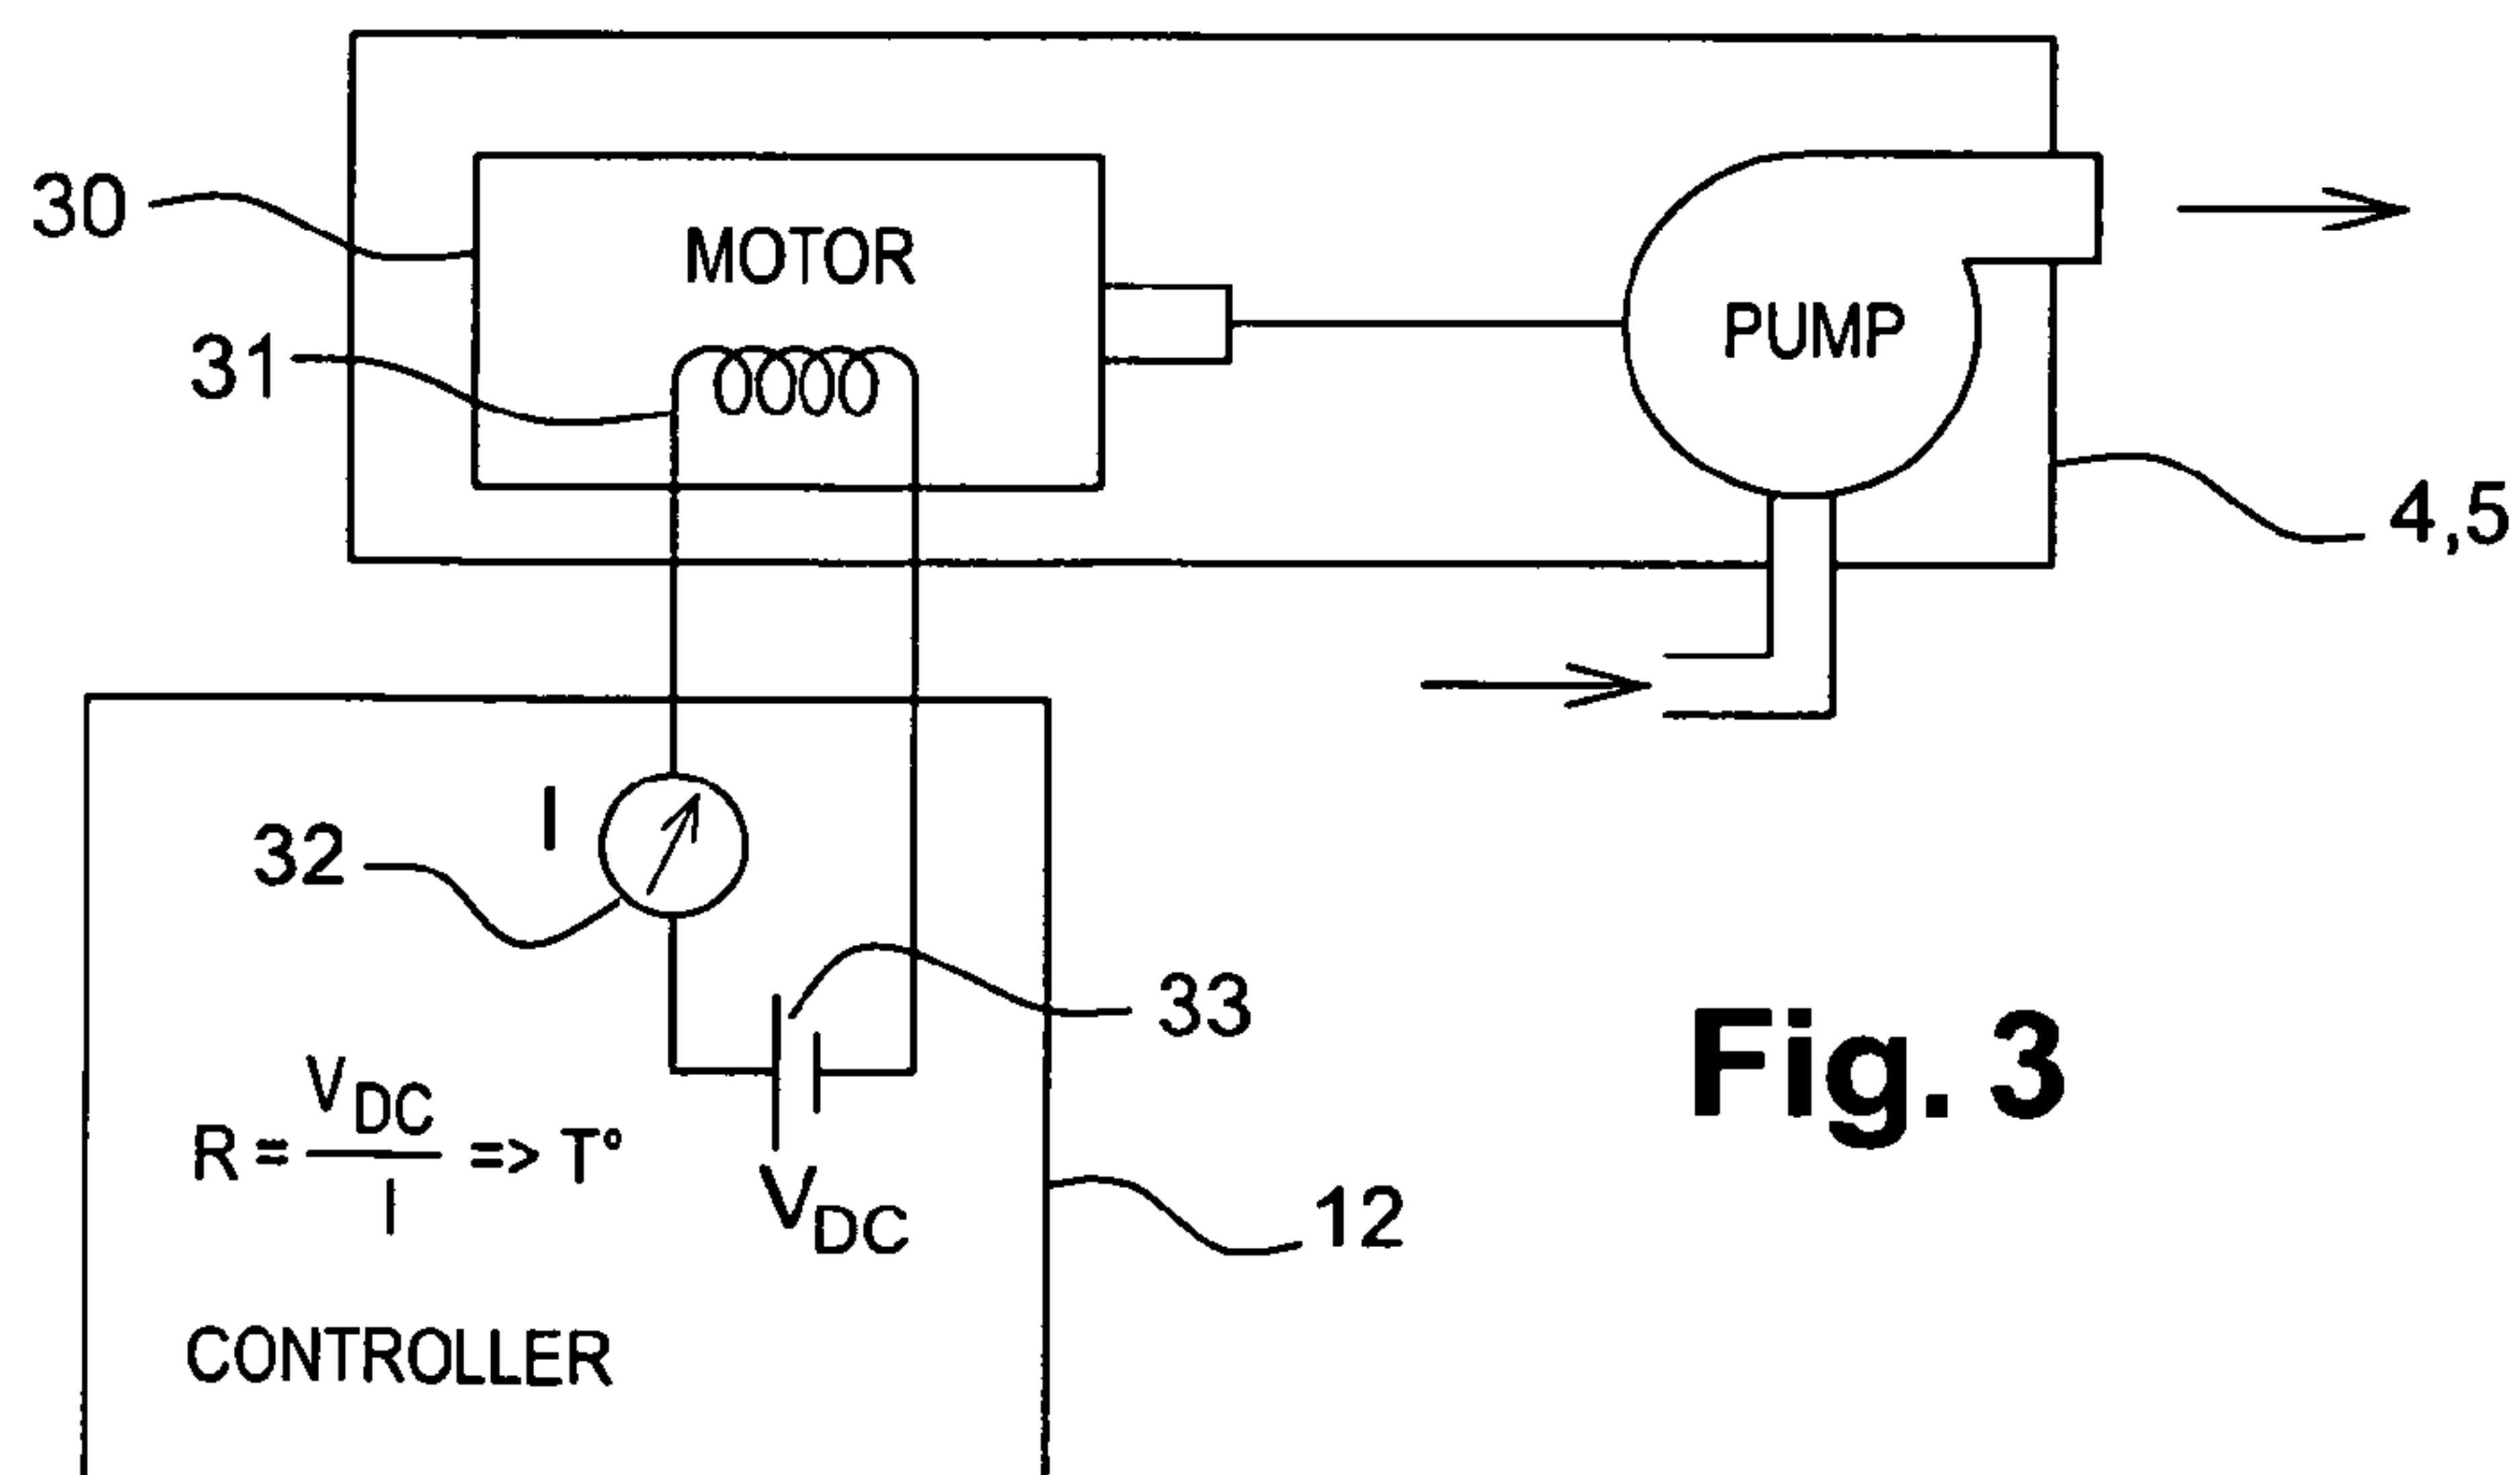 30
MOTOR
31
PUMP
4,5
I
32
33
R = V_DC / I => T°
V_DC
12
CONTROLLER
Fig. 3